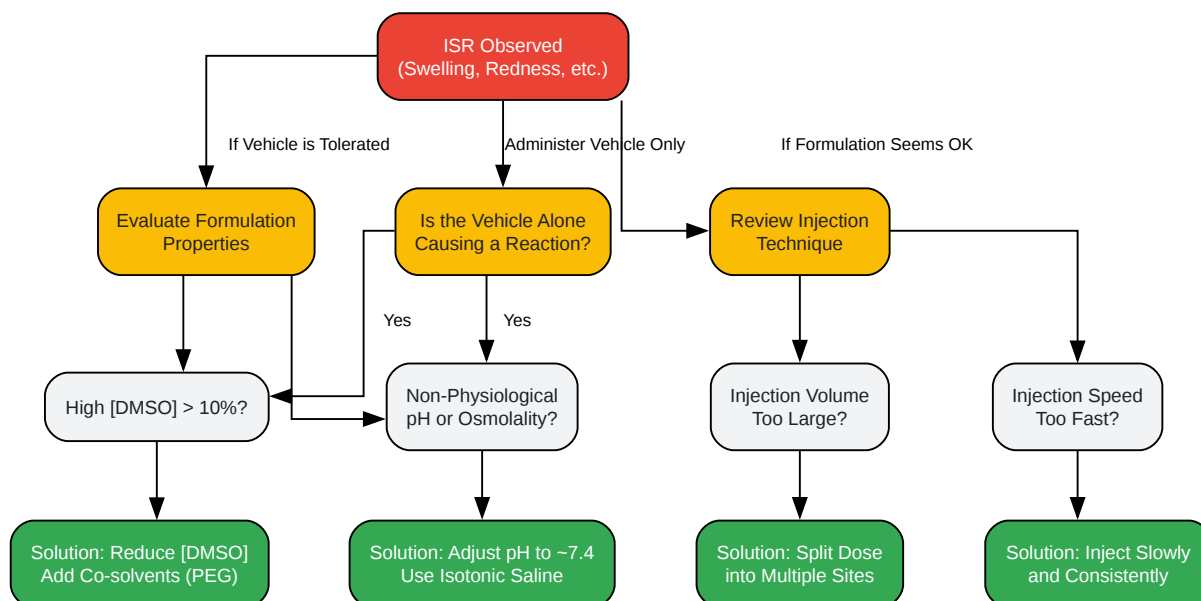 ISR Observed
(Swelling, Redness, etc.)
If Vehicle is Tolerated
Administer Vehicle Only
If Formulation Seems OK
Evaluate Formulation
Properties
Is the Vehicle Alone
Causing a Reaction?
Review Injection
Technique
Yes
Yes
High [DMSO] > 10%?
Non-Physiological
pH or Osmolality?
Injection Volume
Too Large?
Injection Speed
Too Fast?
Solution: Reduce [DMSO]
Add Co-solvents (PEG)
Solution: Adjust pH to ~7.4
Use Isotonic Saline
Solution: Split Dose
into Multiple Sites
Solution: Inject Slowly
and Consistently